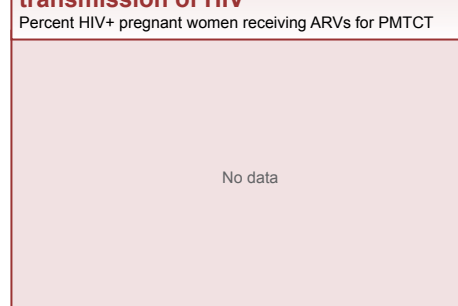 transmission of HIV
Percent HIV+ pregnant women receiving ARVs for PMTCT
No data